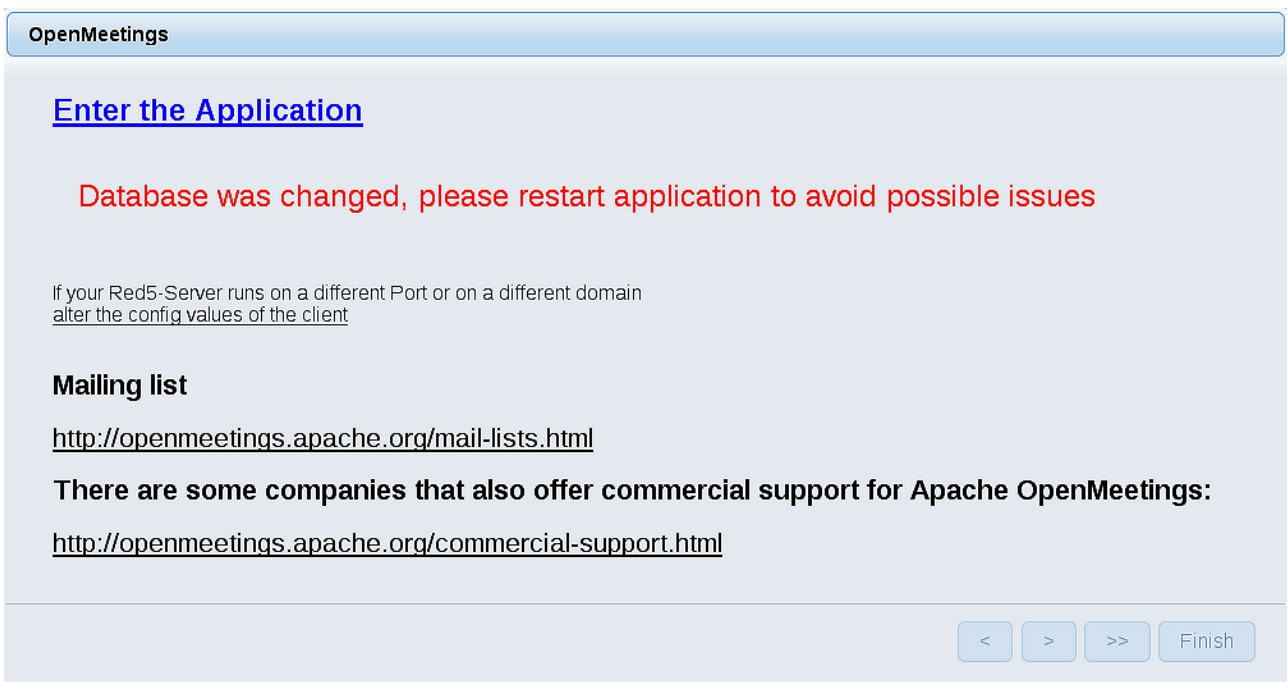 OpenMeetings
Enter the Application
Database was changed, please restart application to avoid possible issues
If your Red5-Server runs on a different Port or on a different domain
alter the config values of the client
Mailing list
http://openmeetings.apache.org/mail-lists.html
There are some companies that also offer commercial support for Apache OpenMeetings:
http://openmeetings.apache.org/commercial-support.html
< > >> Finish